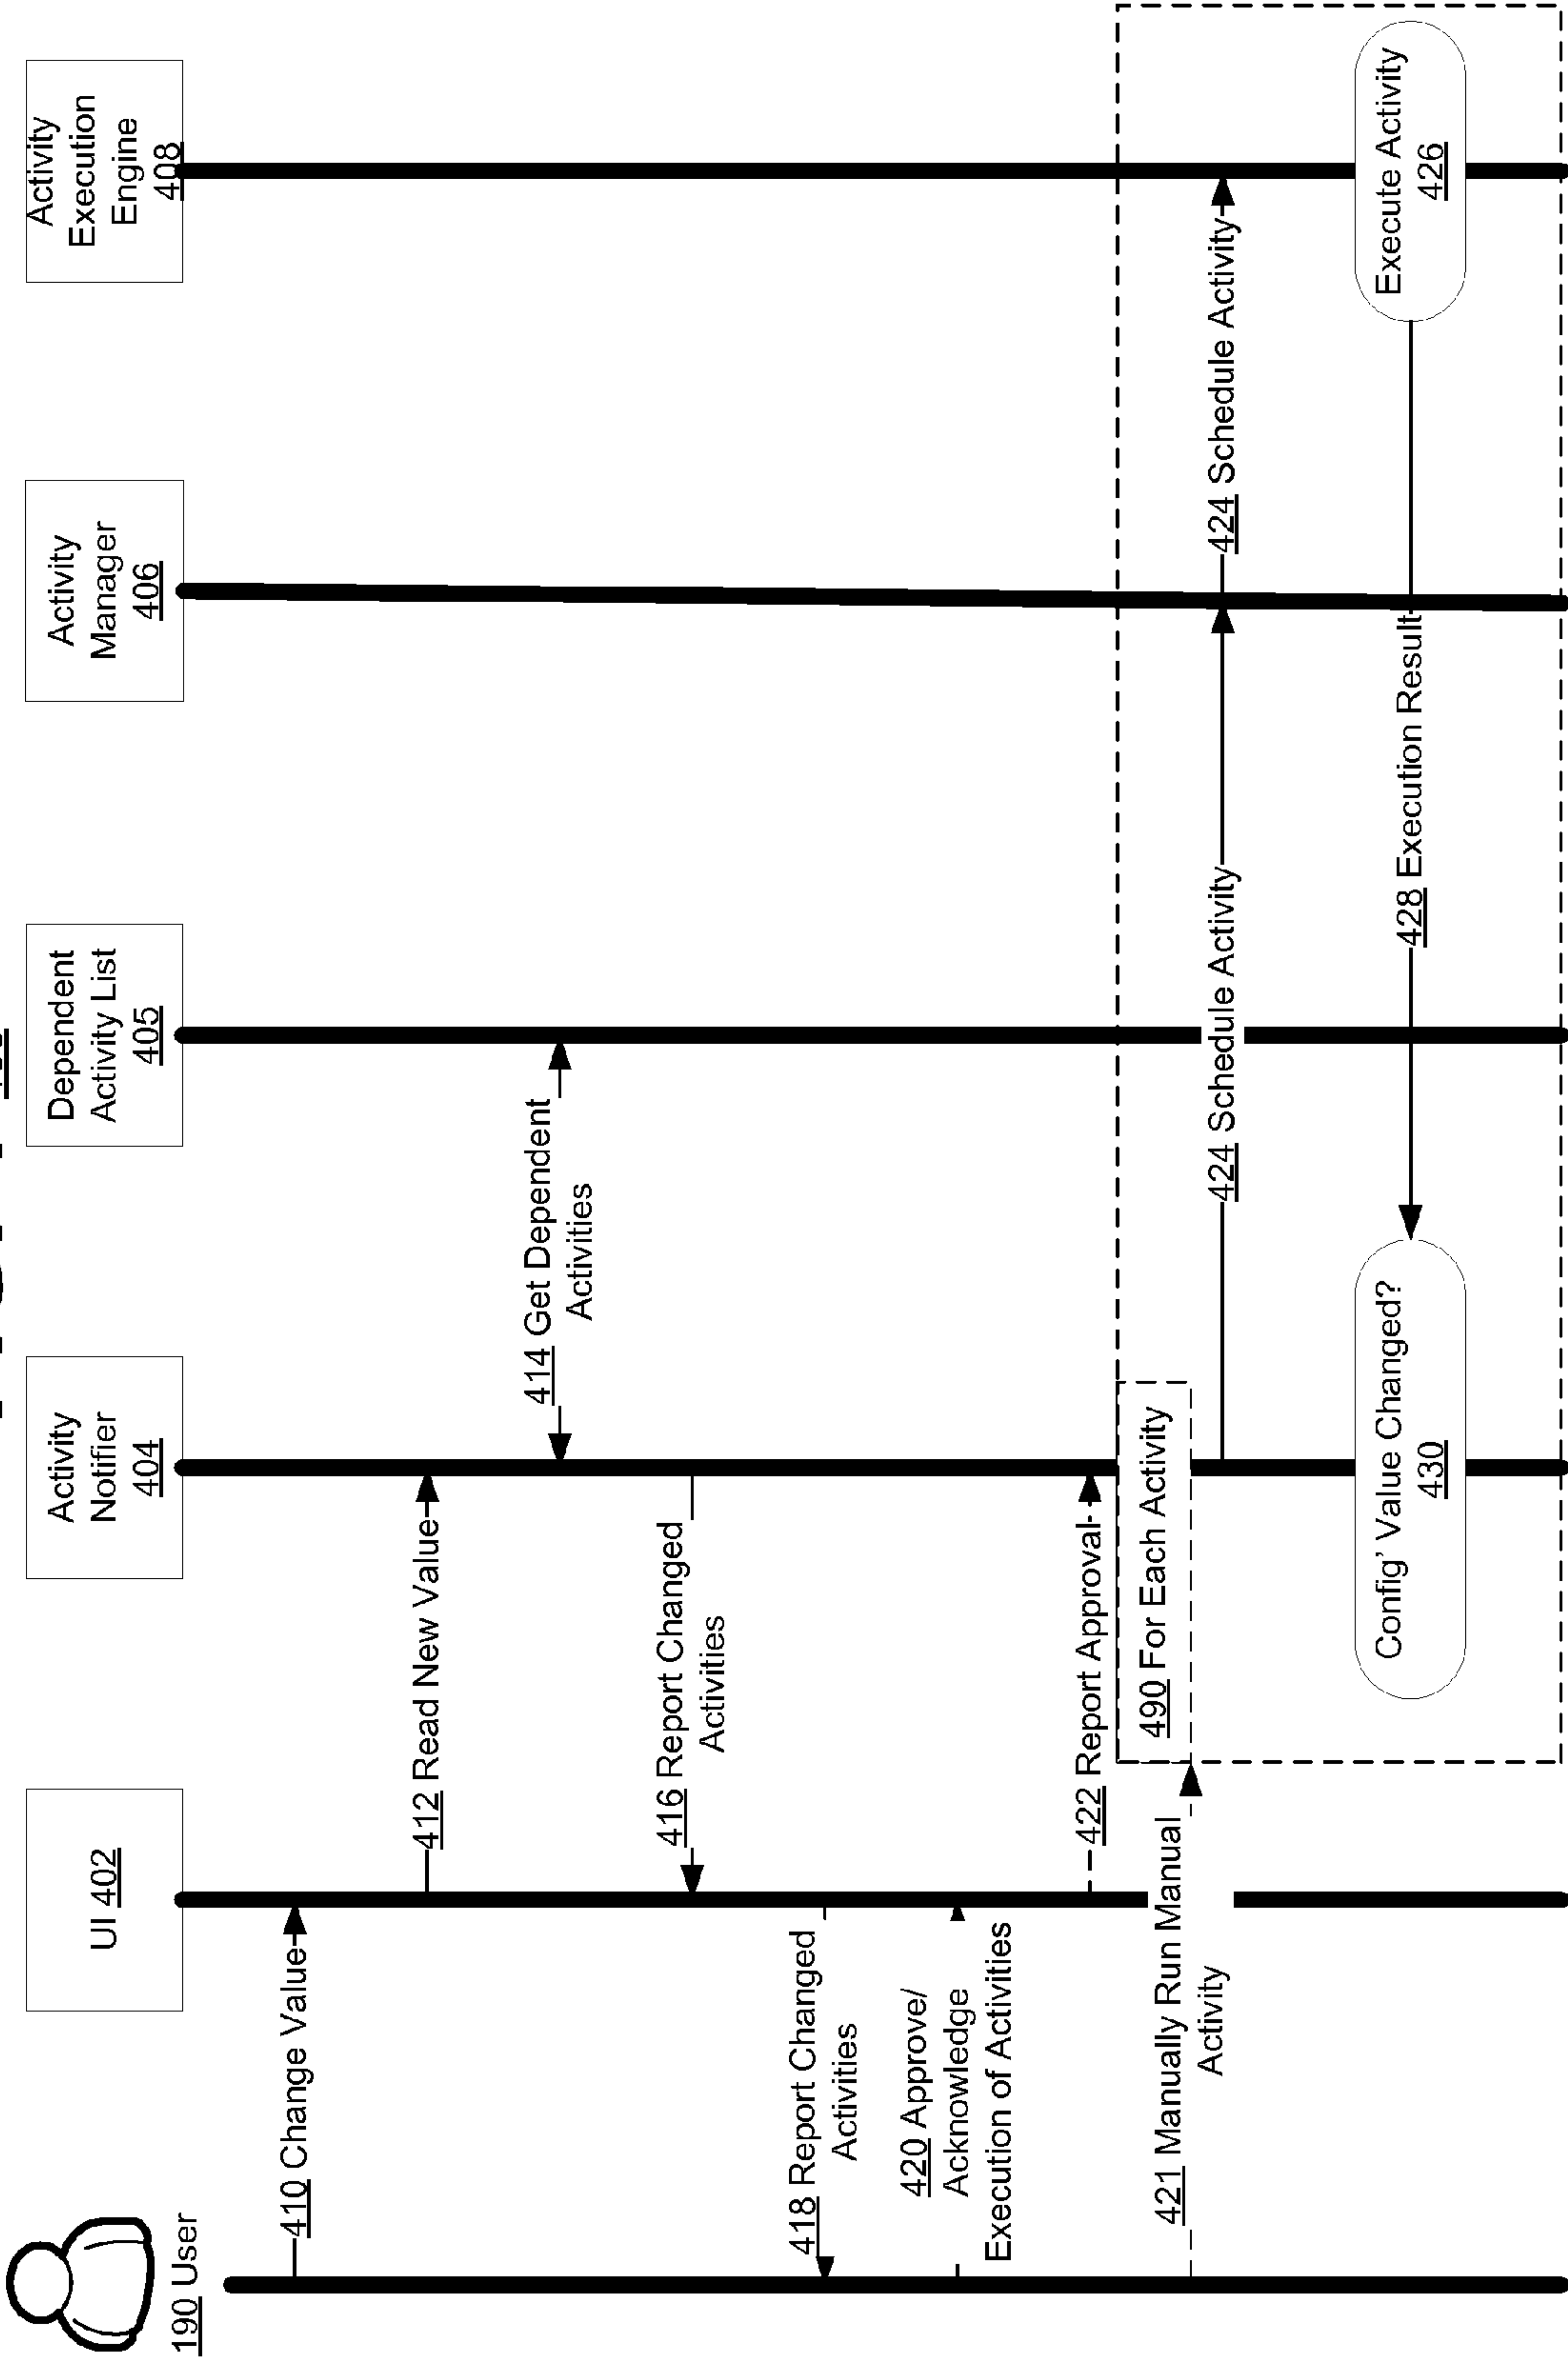 190 User
UI 402
Activity
Notifier
404
Dependent
Activity List
405
Activity
Manager
406
Activity
Execution
Engine
408
410 Change Value
412 Read New Value
414 Get Dependent
Activities
416 Report Changed
Activities
418 Report Changed
Activities
420 Approve/
Acknowledge
Execution of Activities
422 Report Approval
421 Manually Run Manual
Activity
490 For Each Activity
424 Schedule Activity
424 Schedule Activity
Execute Activity
426
428 Execution Result
Config' Value Changed?
430